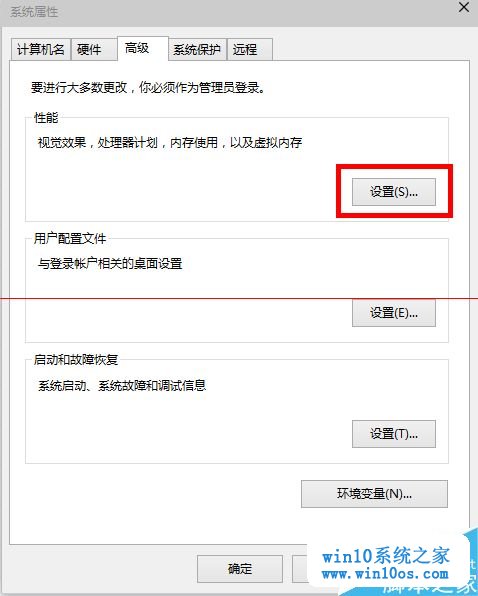 系统属性
计算机名 硬件 高级 系统保护 远程
要进行大多数更改，你必须作为管理员登录。
性能
视觉效果，处理器计划，内存使用，以及虚拟内存
设置(S)...
用户配置文件
与登录帐户相关的桌面设置
设置(E)...
启动和故障恢复
系统启动、系统故障和调试信息
设置(T)...
环境变量(N)...
确定
win10系统之家
www.win10os.com
脚本之家